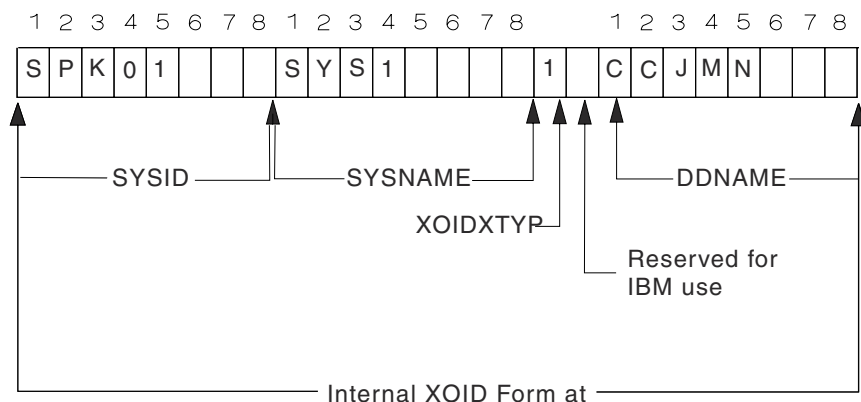 1 2 3 4 5 6 7 8 1 2 3 4 5 6 7 8 1 2 3 4 5 6 7 8
S P K 0 1 S Y S 1 1 C C J M N
SYSID SYSNAME DDNAME
XOIDXTYP
Reserved for
IBM use
Internal XOID Form at